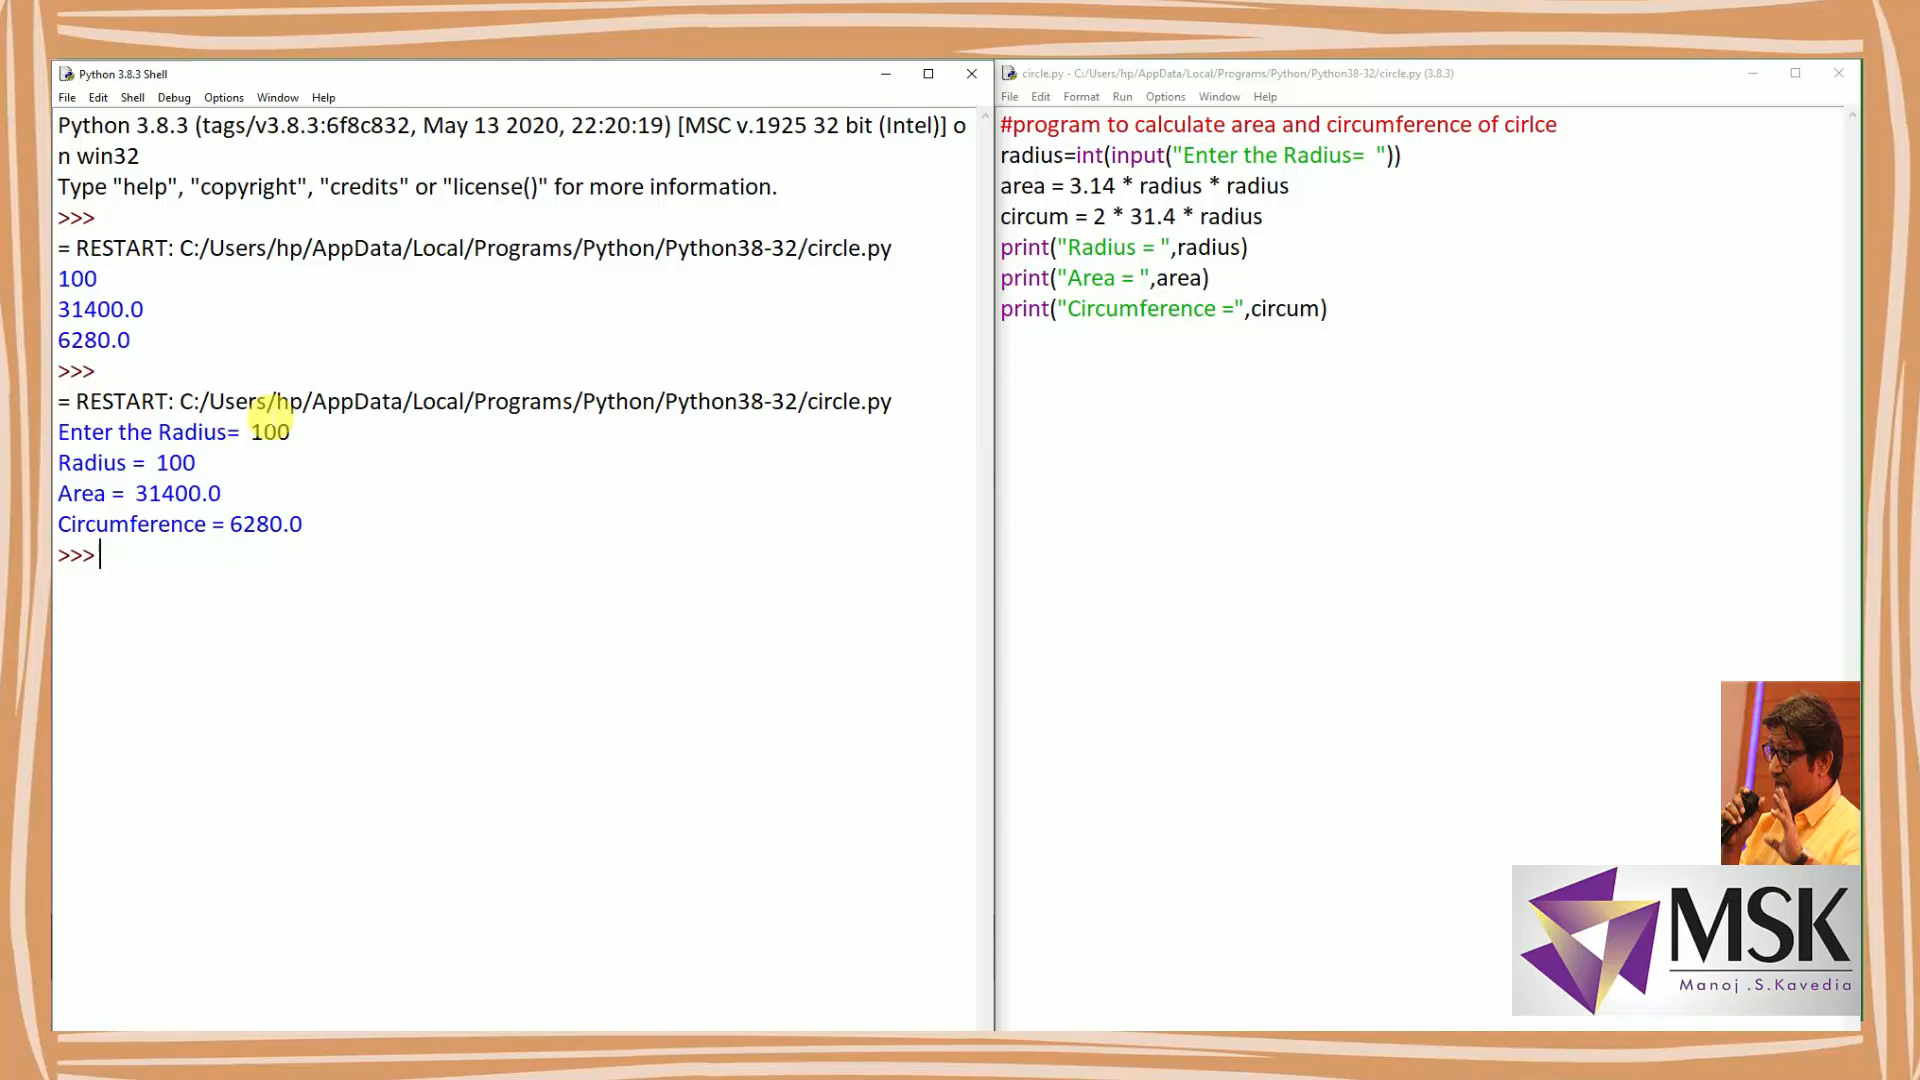 Python 3.8.3 Shell
File Edit Shell Debug Options Window Help
Python 3.8.3 (tags/v3.8.3:6f8c832, May 13 2020, 22:20:19) [MSC v.1925 32 bit (Intel)] o
n win32
Type "help", "copyright", "credits" or "license()" for more information.
>>>
= RESTART: C:/Users/hp/AppData/Local/Programs/Python/Python38-32/circle.py
100
31400.0
6280.0
>>>
= RESTART: C:/Users/hp/AppData/Local/Programs/Python/Python38-32/circle.py
Enter the Radius=  100
Radius =  100
Area =  31400.0
Circumference = 6280.0
>>>
circle.py - C:/Users/hp/AppData/Local/Programs/Python/Python38-32/circle.py (3.8.3)
File Edit Format Run Options Window Help
#program to calculate area and circumference of cirlce
radius=int(input("Enter the Radius=  "))
area = 3.14 * radius * radius
circum = 2 * 31.4 * radius
print("Radius = ",radius)
print("Area = ",area)
print("Circumference =",circum)
MSK
Manoj .S.Kavedia